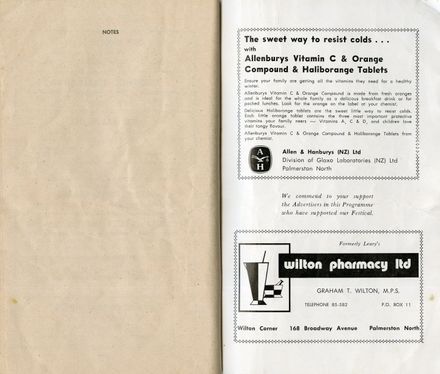 NOTES
The sweet way to resist colds . . .
with
Allenburys Vitamin C & Orange
Compound & Haliborange Tablets
Ensure your family are getting all the vitamins they need for a healthy
winter.
Allenburys Vitamin C & Orange Compound is made from fresh oranges
and is ideal for the whole family as a delicious breakfast drink or for
packed lunches. Look for the orange on the label at your chemist.
Delicious Haliborange tablets are the sweet little way to resist colds.
Each little orange tablet contains the three most important protective
vitamins your family needs — Vitamins A, C & D, and children love
their tangy flavour.
Allenburys Vitamin C & Orange Compound & Haliborange Tablets from
your chemist.
A
H
Allen & Hanburys (NZ) Ltd
Division of Glaxo Laboratories (NZ) Ltd
Palmerston North
We commend to your support
the Advertisers in this Programme
who have supported our Festival.
Formerly Leary's
wilton pharmacy ltd
GRAHAM T. WILTON, M.P.S.
TELEPHONE 85-582 P.O. BOX 11
Wilton Corner 168 Broadway Avenue Palmerston North